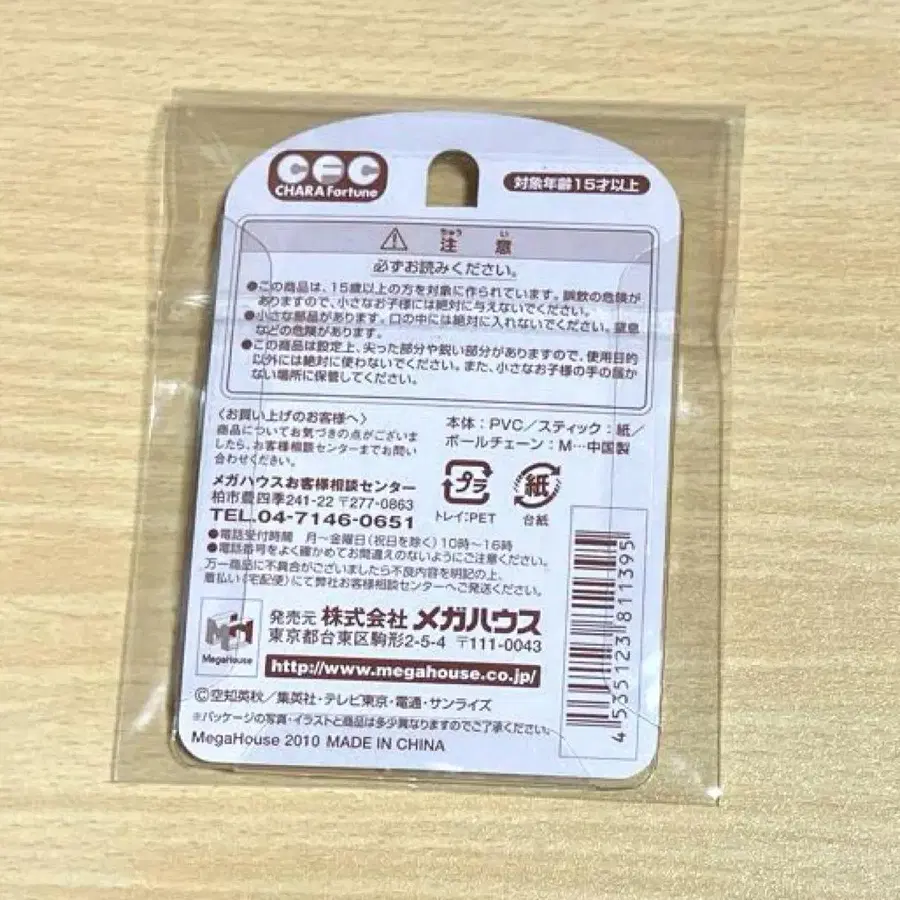 CFC
CHARA Fortune
対象年齢15才以上
ちゅう い
注 意
必ずお読みください。
●この商品は、15歳以上の方を対象に作られています。誤飲の危険が
ありますので、小さなお子様には絶対に与えないでください。
●小さな部品があります。口の中には絶対に入れないでください。窒息
などの危険があります。
●この商品は設定上、尖った部分や鋭い部分がありますので、使用目的
以外には絶対に使わないでください。また、小さなお子様の手の届か
ない場所に保管してください。
〈お買い上げのお客様へ〉
商品についてお気づきの点がございま
したら、お客様相談センターまでお問い
合わせください。
メガハウスお客様相談センター
柏市豊四季241-22 〒277-0863
TEL.04-7146-0651
本体:PVC/スティック:紙/
ボールチェーン:M…中国製
プラ
トレイ:PET
紙
台紙
●電話受付時間 月~金曜日(祝日を除く)10時~16時
●電話番号をよく確かめてお間違えのないようにご注意ください。
万一商品に不具合がございましたら不良内容を明記の上、
着払い(宅配便)にて弊社お客様相談センターへご発送ください。
MH
MegaHouse
発売元 株式会社 メガハウス
東京都台東区駒形2-5-4 〒111-0043
http://www.megahouse.co.jp/
©空知英秋/集英社・テレビ東京・電通・サンライズ
※パッケージの写真・イラストと商品は多少異なりますのでご了承ください。
MegaHouse 2010 MADE IN CHINA
4535123811395